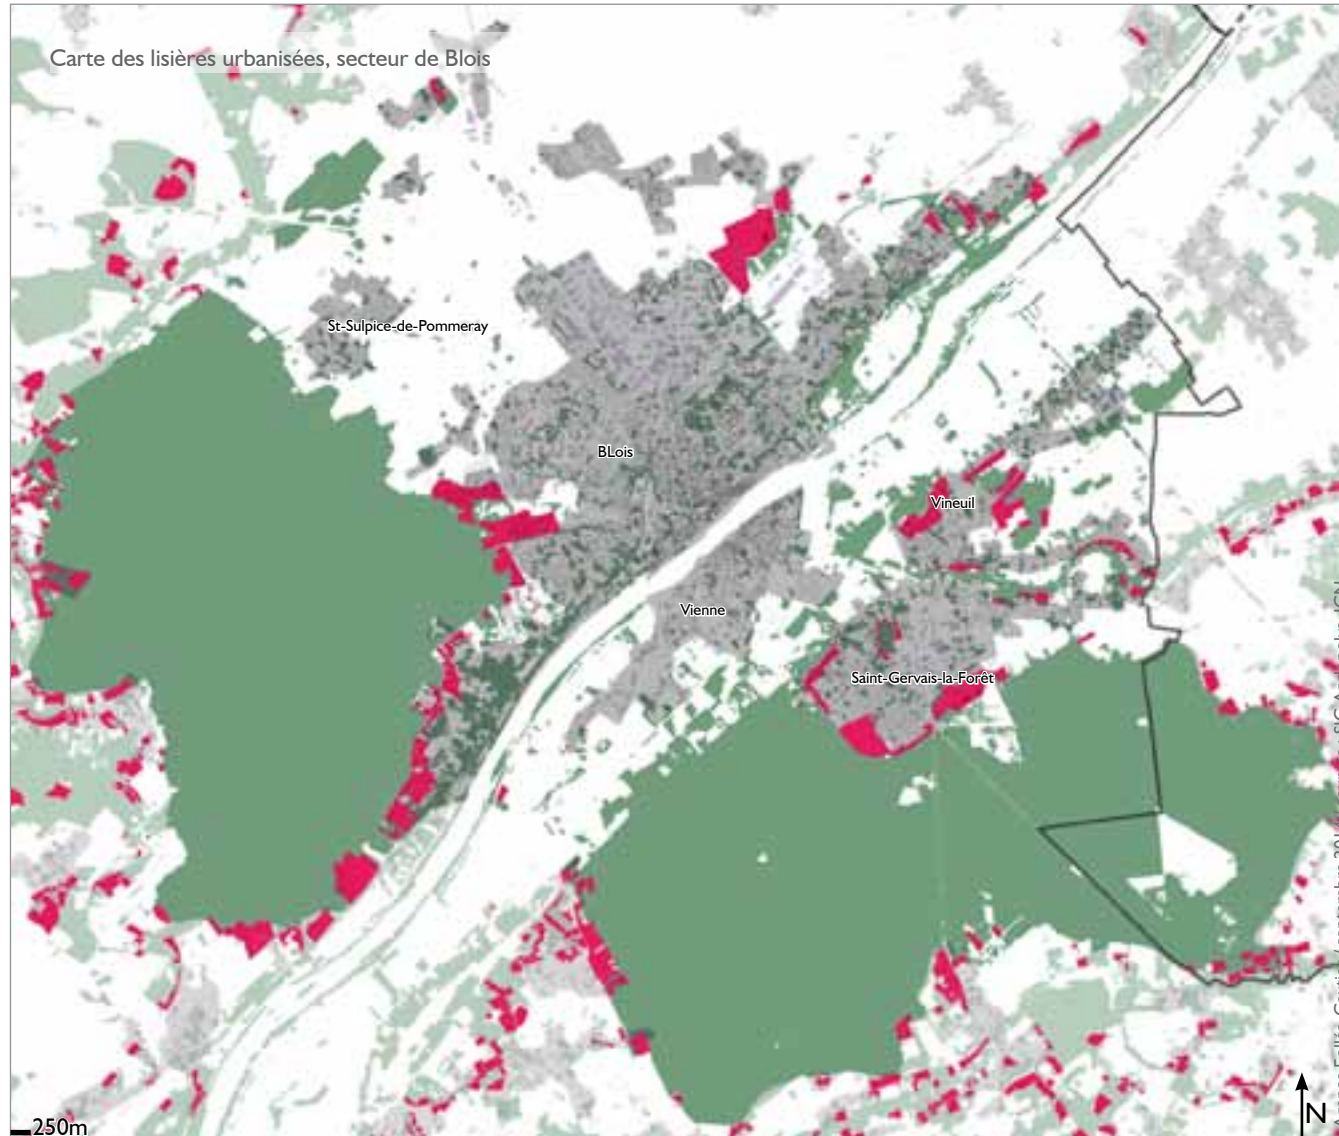 Carte des lisières urbanisées, secteur de Blois
St-Sulpice-de-Pommeray
BLois
Vineuil
Vienne
Saint-Gervais-la-Forêt
250m
N